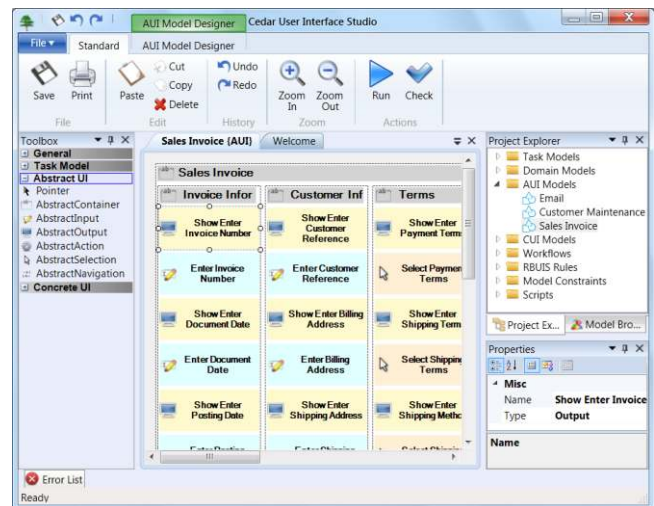 AUI Model Designer
Cedar User Interface Studio
File
Standard
AUI Model Designer
Save
Print
Paste
Cut
Copy
Delete
Undo
Redo
Zoom In
Zoom Out
Run
Check
File
Edit
History
Zoom
Actions
Toolbox
General
Task Model
Abstract UI
Pointer
AbstractContainer
AbstractInput
AbstractOutput
AbstractAction
AbstractSelection
AbstractNavigation
Concrete UI
Sales Invoice {AUI}
Welcome
Sales Invoice
Invoice Infor
Customer Inf
Terms
Show Enter
Invoice Number
Show Enter
Customer
Reference
Show Enter
Payment Term
Enter Invoice
Number
Enter Customer
Reference
Select Paymen
Terms
Show Enter
Document Date
Show Enter Billing
Address
Show Enter
Shipping Term
Enter Document
Date
Enter Billing
Address
Select Shipping
Terms
Show Enter
Posting Date
Show Enter
Shipping Address
Show Enter
Shipping Metho
Project Explorer
Task Models
Domain Models
AUI Models
Email
Customer Maintenance
Sales Invoice
CUI Models
Workflows
RBUIS Rules
Model Constraints
Scripts
Project Ex...
Model Bro...
Properties
Misc
Name
Show Enter Invoice
Type
Output
Name
Error List
Ready